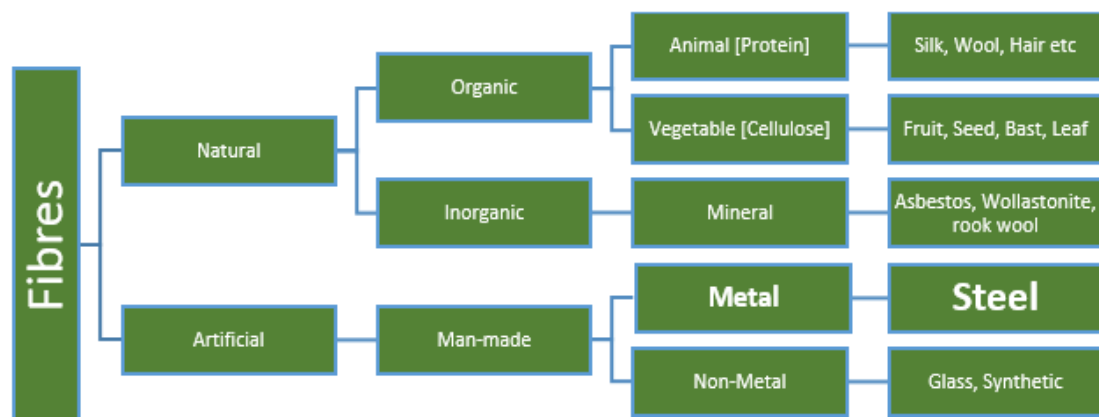 Fibres
Natural
Organic
Animal [Protein]
Silk, Wool, Hair etc
Vegetable [Cellulose]
Fruit, Seed, Bast, Leaf
Inorganic
Mineral
Asbestos, Wollastonite,
rook wool
Artificial
Man-made
Metal
Steel
Non-Metal
Glass, Synthetic